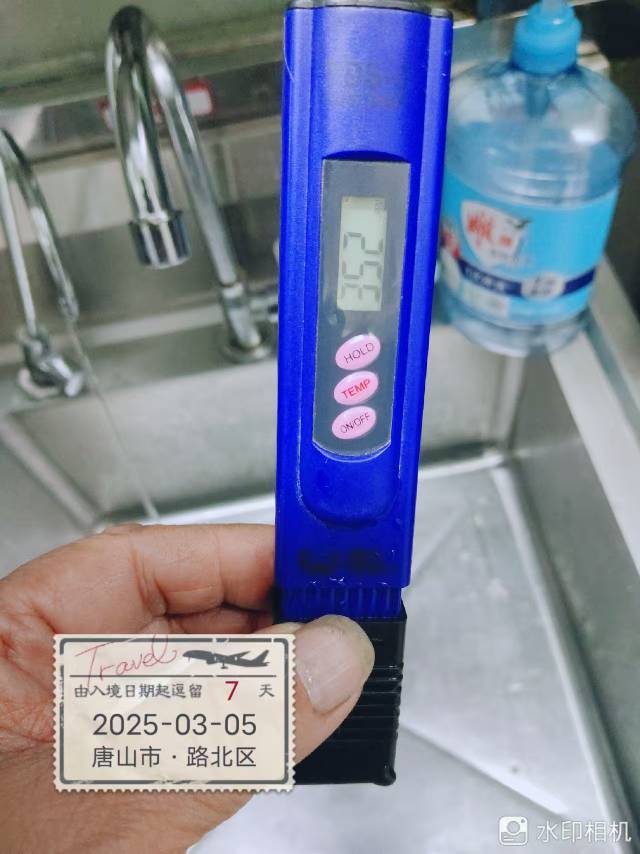 352
HOLD
TEMP
ON/OFF
Travel
由入境日期起逗留 7 天
2025-03-05
唐山市·路北区
水印相机